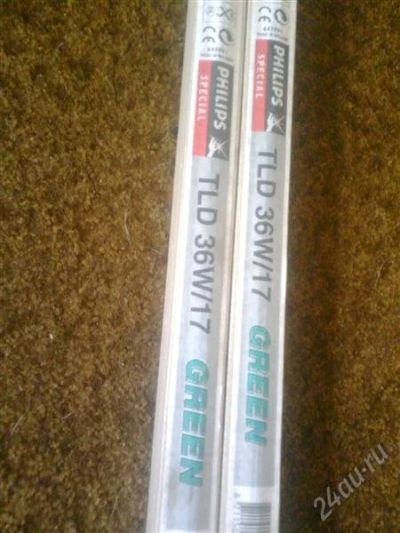 PHILIPS
SPECIAL
TLD 36W/17
GREEN
PHILIPS
SPECIAL
TLD 36W/17
GREEN
24au.ru